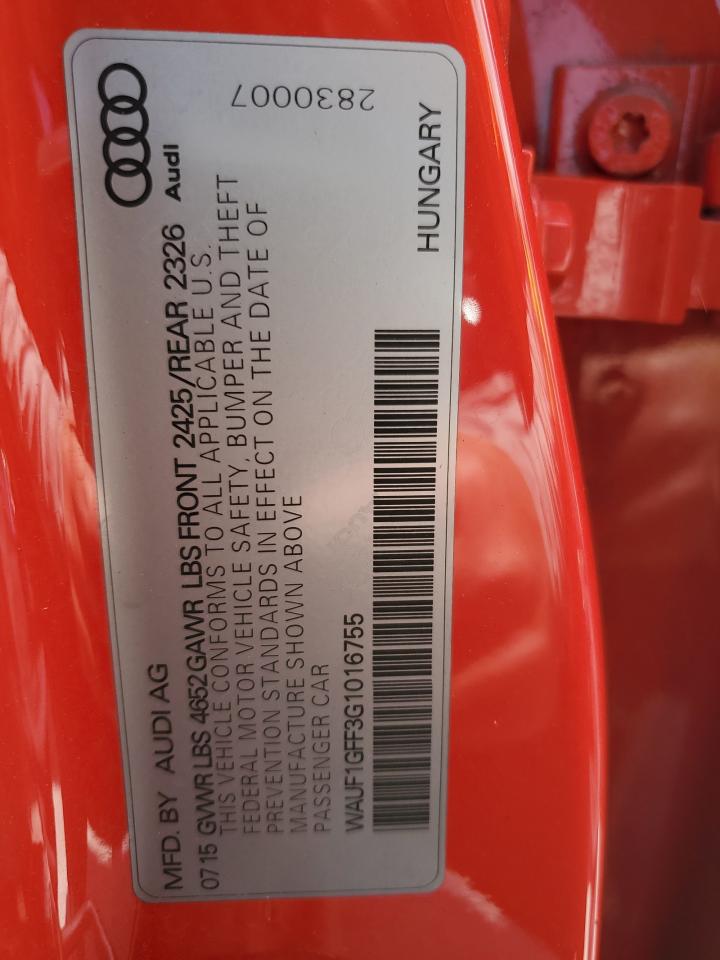 MFD. BY AUDI AG
07 15 GVWR LBS 4652 GAWR LBS FRONT 2425/REAR 2326
THIS VEHICLE CONFORMS TO ALL APPLICABLE U.S.
FEDERAL MOTOR VEHICLE SAFETY, BUMPER AND THEFT
PREVENTION STANDARDS IN EFFECT ON THE DATE OF
MANUFACTURE SHOWN ABOVE
PASSENGER CAR
WAUF1GFF3G1016755
Audi
2830007
HUNGARY